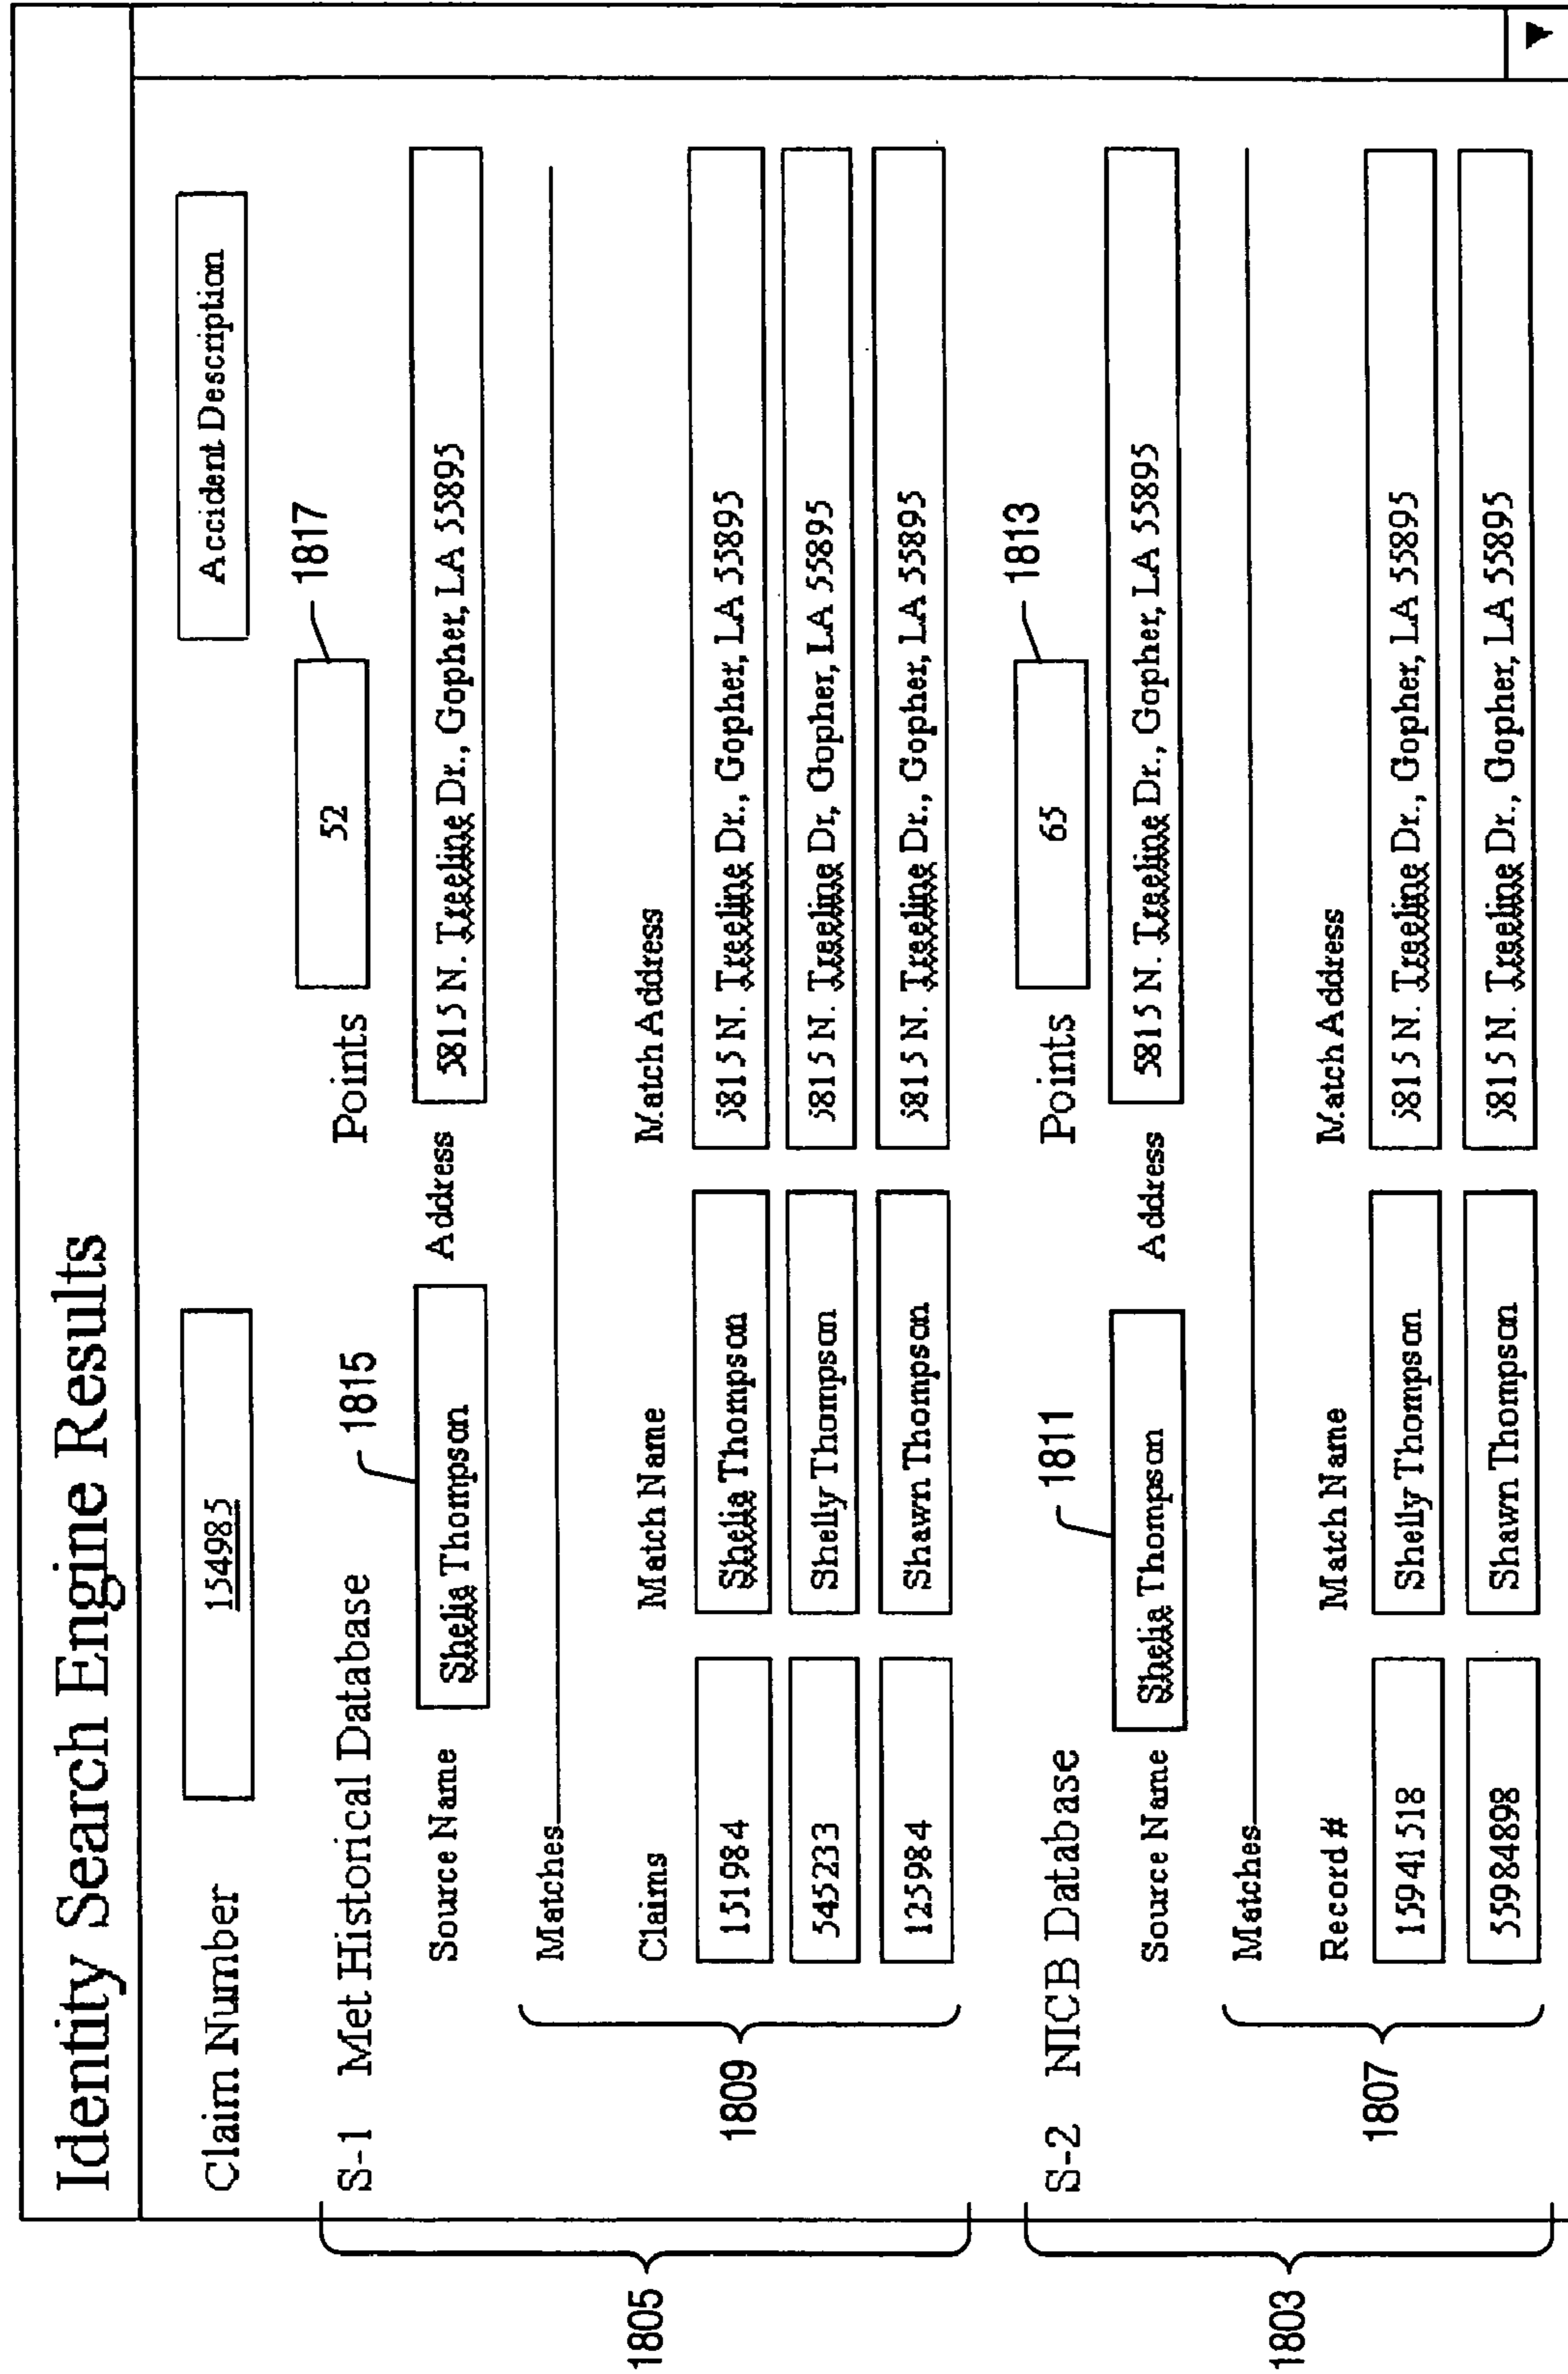 Identity Search Engine Results
Claim Number 154985 Accident Description
S-1 Met Historical Database 1815 Points 52 1817
Source Name Shelia Thompson Address 5815 N. Treeline Dr., Gopher, LA 55895
Matches
Claims Match Name Match Address
151984 Shelia Thompson 5815 N. Treeline Dr., Gopher, LA 55895
545233 Shelly Thompson 5815 N. Treeline Dr, Gopher, LA 55895
125984 Shawn Thompson 5815 N. Treeline Dr., Gopher, LA 55895
1809
1805
S-2 NICB Database 1811 Points 65 1813
Source Name Shelia Thompson Address 5815 N. Treeline Dr., Gopher, LA 55895
Matches
Record # Match Name Match Address
15941518 Shelly Thompson 5815 N. Treeline Dr., Gopher, LA 55895
55984898 Shawn Thompson 5815 N. Treeline Dr., Gopher, LA 55895
1807
1803